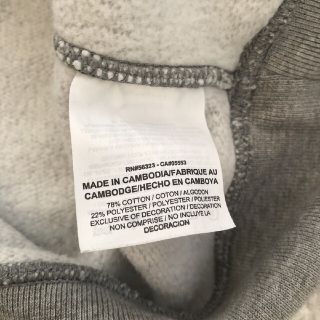 RN#56323 - CA#05553
MADE IN CAMBODIA/FABRIQUE AU
CAMBODGE/HECHO EN CAMBOYA
78% COTTON / COTON / ALGODON
22% POLYESTER / POLYESTER / POLIESTER
EXCLUSIVE OF DECORATION / DECORATION
NON COMPRISE / NO INCLUYE LA
DECORACION